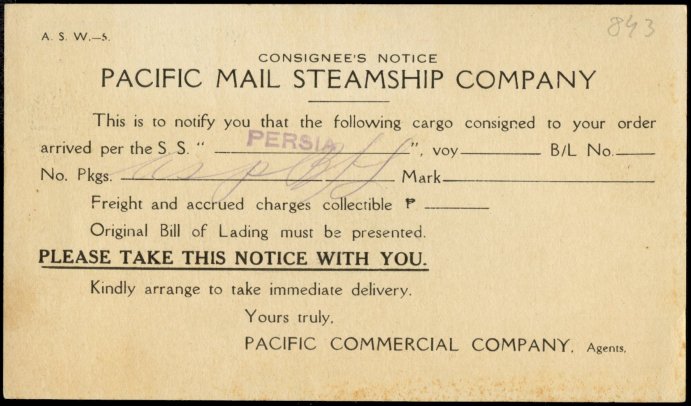 843
A. S. W.—5.
CONSIGNEE'S NOTICE
PACIFIC MAIL STEAMSHIP COMPANY
This is to notify you that the following cargo consigned to your order
arrived per the S. S. " PERSIA ", voy B/L No.
No. Pkgs. as per B/L Mark
Freight and accrued charges collectible ₱
Original Bill of Lading must be presented.
PLEASE TAKE THIS NOTICE WITH YOU.
Kindly arrange to take immediate delivery.
Yours truly,
PACIFIC COMMERCIAL COMPANY, Agents.